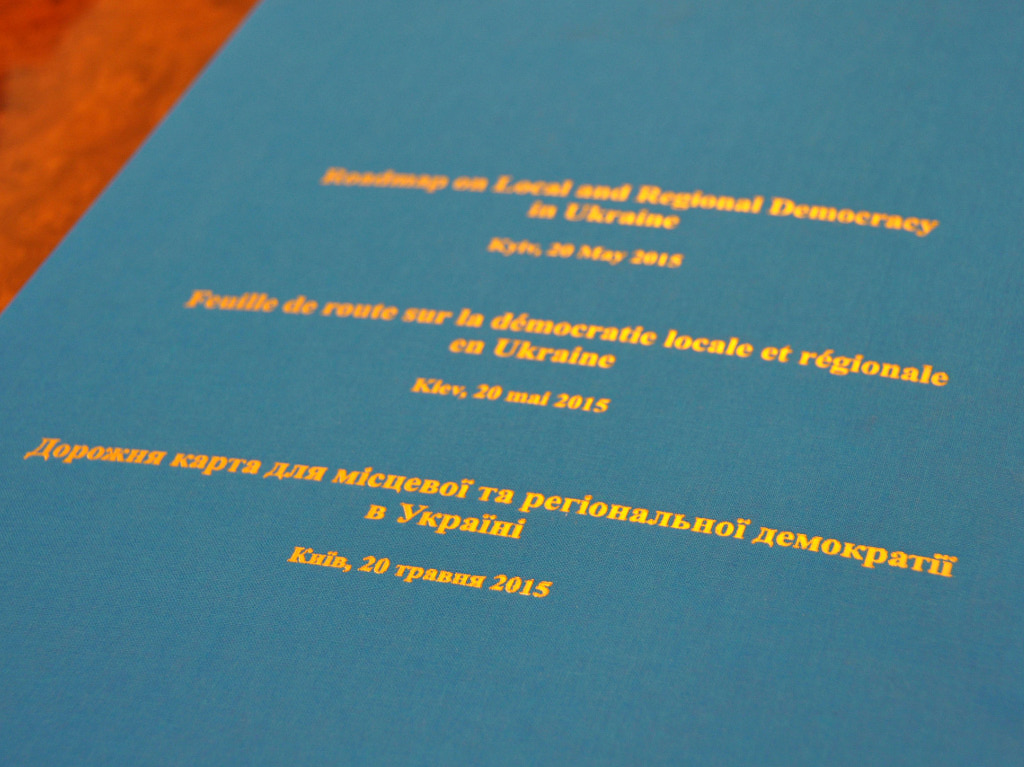 Roadmap on Local and Regional Democracy
in Ukraine
Kyiv, 20 May 2015
Feuille de route sur la démocratie locale et régionale
en Ukraine
Kiev, 20 mai 2015
Дорожня карта для місцевої та регіональної демократії
в Україні
Київ, 20 травня 2015